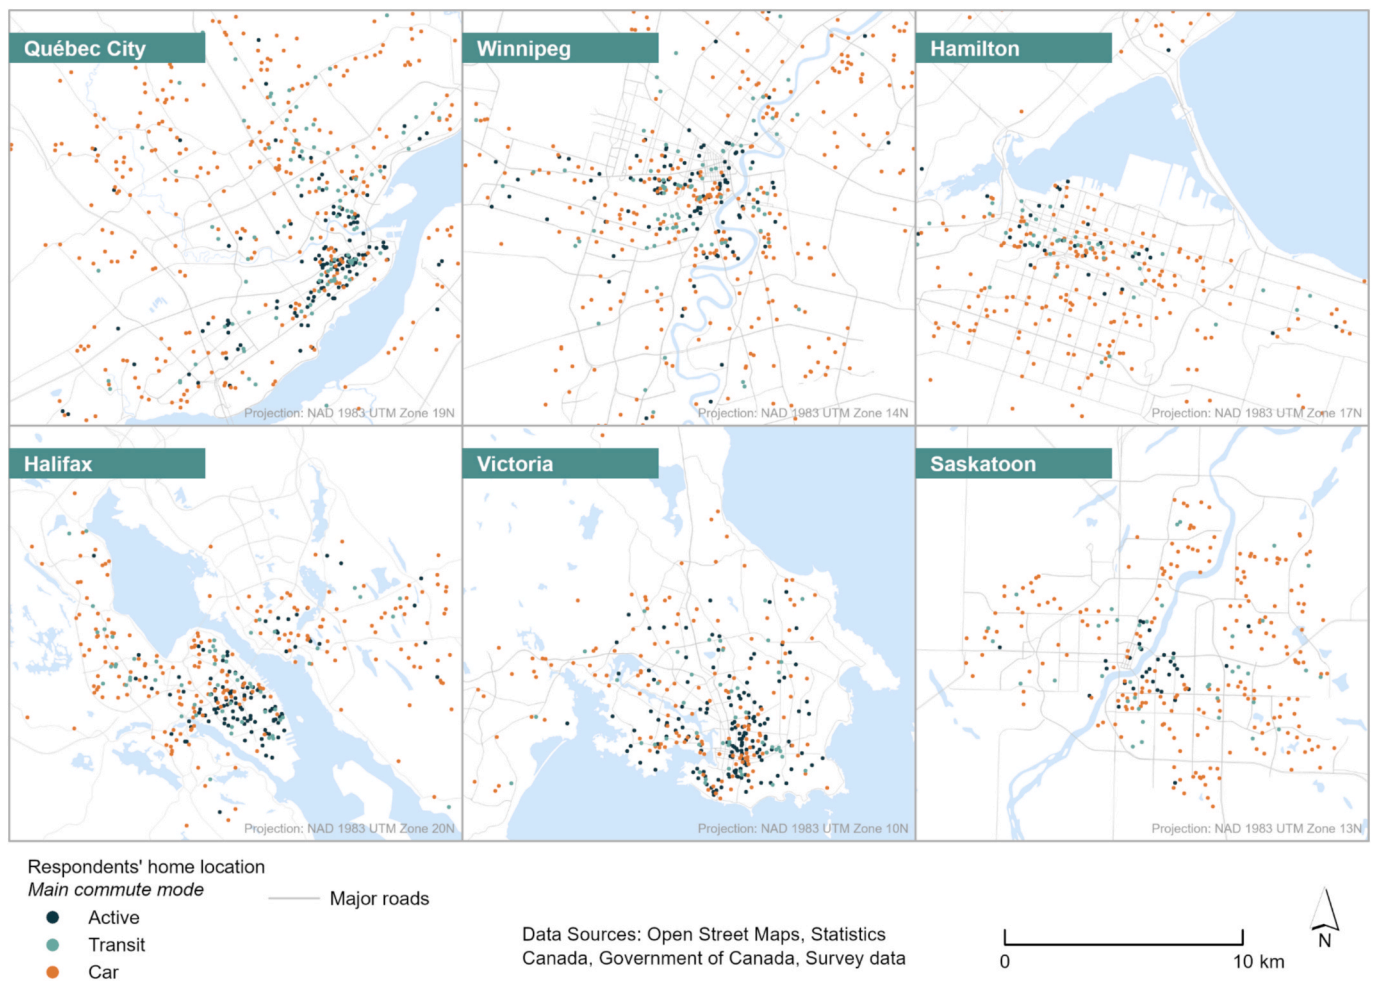 Québec City
Winnipeg
Hamilton
Projection: NAD 1983 UTM Zone 19N
Projection: NAD 1983 UTM Zone 14N
Projection: NAD 1983 UTM Zone 17N
Halifax
Victoria
Saskatoon
Projection: NAD 1983 UTM Zone 20N
Projection: NAD 1983 UTM Zone 10N
Projection: NAD 1983 UTM Zone 13N
Respondents' home location
Main commute mode
Active
Transit
Car
Major roads
Data Sources: Open Street Maps, Statistics
Canada, Government of Canada, Survey data
0 10 km
N